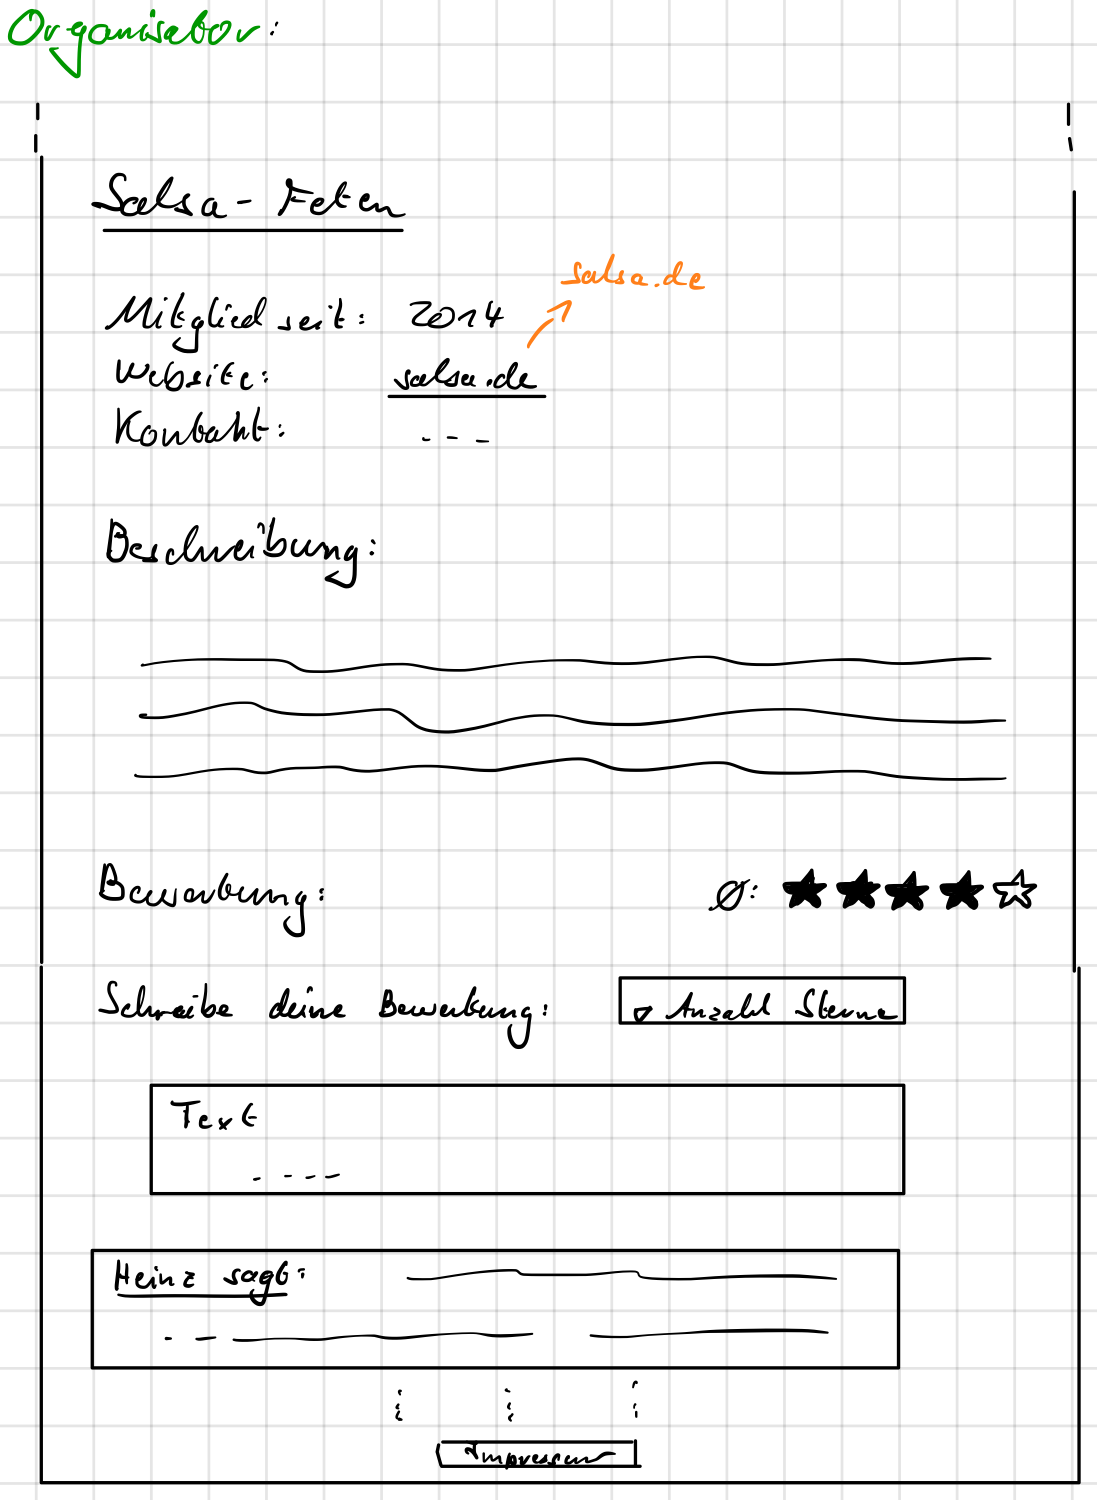 Organisator:
Salsa-Feten
salsa.de
Mitglied seit: 2014
Website: salsa.de
Kontakt: ---
Beschreibung:
Bewertung: Ø: ★★★★☆
Schreibe deine Bewertung: ▽ Anzahl Sterne
Text
----
Heinz sagt:
Impressum